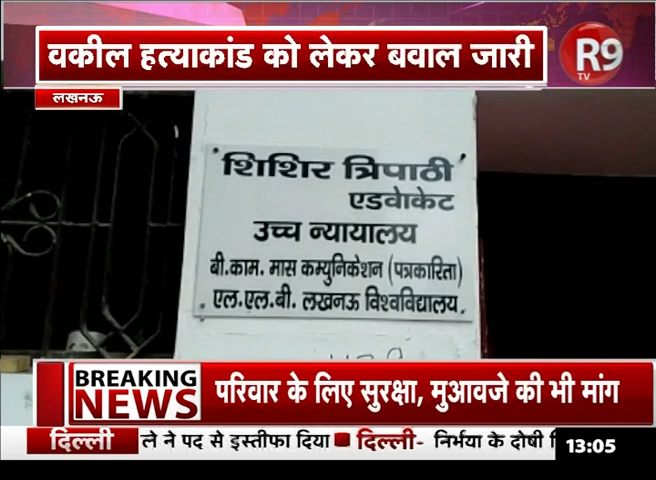 वकील हत्याकांड को लेकर बवाल जारी
R9
TV
लखनऊ
शिशिर त्रिपाठी
एडवोकेट
उच्च न्यायालय
बी.काम. मास कम्युनिकेशन (पत्रकारिता)
एल.एल.बी. लखनऊ विश्वविद्यालय.
BREAKING
NEWS
परिवार के लिए सुरक्षा, मुआवजे की भी मांग
दिल्ली ले ने पद से इस्तीफा दिया दिल्ली- निर्भया के दोषी
13:05